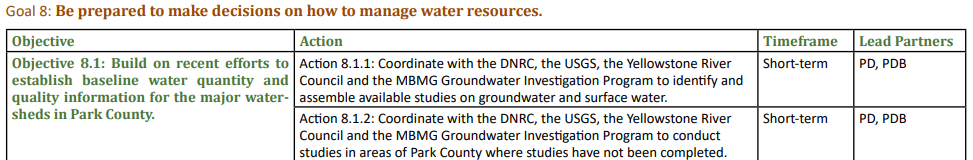 Goal 8: Be prepared to make decisions on how to manage water resources.
Objective Action Timeframe Lead Partners
Objective 8.1: Build on recent efforts to
establish baseline water quantity and
quality information for the major water-
sheds in Park County.
Action 8.1.1: Coordinate with the DNRC, the USGS, the Yellowstone River
Council and the MBMG Groundwater Investigation Program to identify and
assemble available studies on groundwater and surface water.
Short-term PD, PDB
Action 8.1.2: Coordinate with the DNRC, the USGS, the Yellowstone River
Council and the MBMG Groundwater Investigation Program to conduct
studies in areas of Park County where studies have not been completed.
Short-term PD, PDB